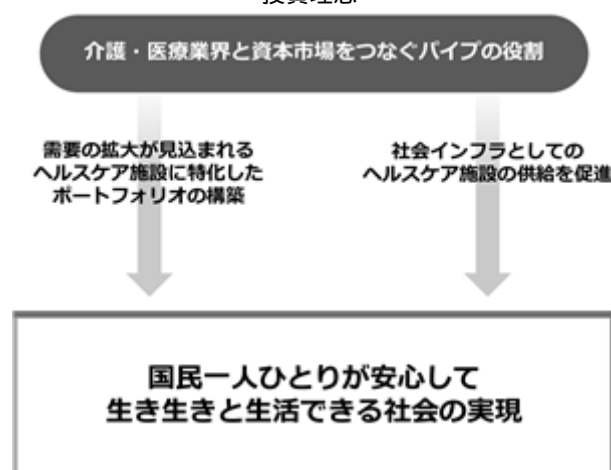 投資理念
介護・医療業界と資本市場をつなぐパイプの役割
需要の拡大が見込まれる
ヘルスケア施設に特化した
ポートフォリオの構築
社会インフラとしての
ヘルスケア施設の供給を促進
国民一人ひとりが安心して
生き生きと生活できる社会の実現